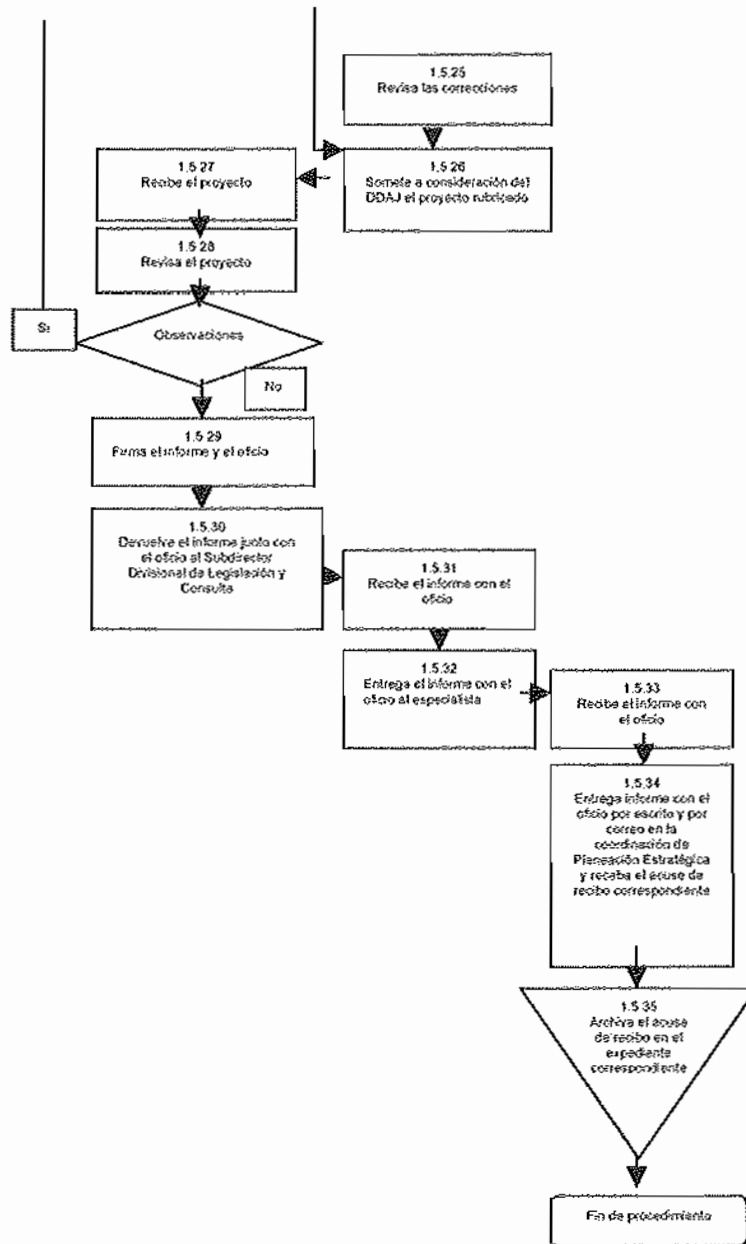 1.5.25
Revisa las correcciones
1.5.26
Somete a consideración del
DDAJ el proyecto rubricado
1.5.27
Recibe el proyecto
1.5.28
Revisa el proyecto
Observaciones
Si
No
1.5.29
Firma el informe y el oficio
1.5.30
Devuelve el informe junto con
el oficio al Subdirector
Divisional de Legislación y
Consulta
1.5.31
Recibe el informe con el
oficio
1.5.32
Entrega el informe con el
oficio al especialista
1.5.33
Recibe el informe con
el oficio
1.5.34
Entrega informe con el
oficio por escrito y por
correo en la
coordinación de
Planeación Estratégica
y recaba el acuse de
recibo correspondiente
1.5.35
Archiva el acuse
de recibo en el
expediente
correspondiente
Fin de procedimiento